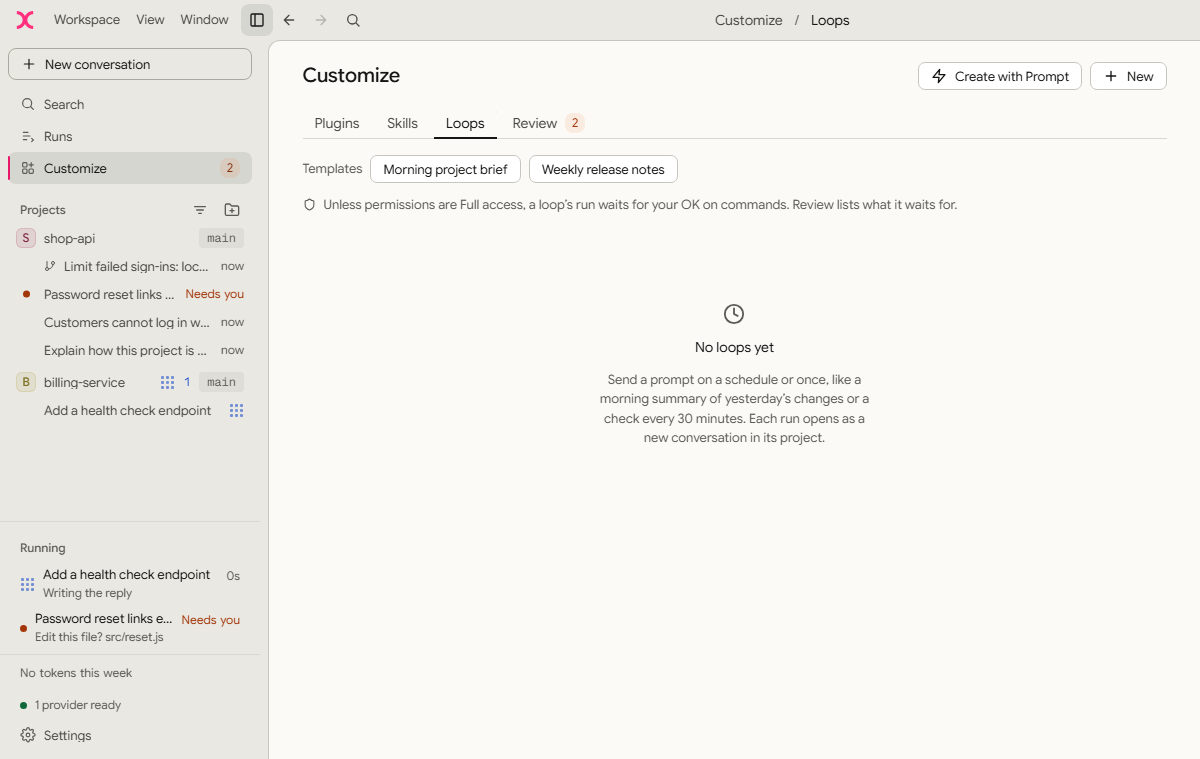 Workspace View Window
Customize / Loops
New conversation
Search
Runs
Customize 2
Projects
S shop-api main
Limit failed sign-ins: loc... now
Password reset links ... Needs you
Customers cannot log in w... now
Explain how this project is ... now
B billing-service 1 main
Add a health check endpoint
Running
Add a health check endpoint 0s
Writing the reply
Password reset links e... Needs you
Edit this file? src/reset.js
No tokens this week
1 provider ready
Settings
Customize
Create with Prompt
New
Plugins Skills Loops Review 2
Templates Morning project brief Weekly release notes
Unless permissions are Full access, a loop's run waits for your OK on commands. Review lists what it waits for.
No loops yet
Send a prompt on a schedule or once, like a
morning summary of yesterday's changes or a
check every 30 minutes. Each run opens as a
new conversation in its project.